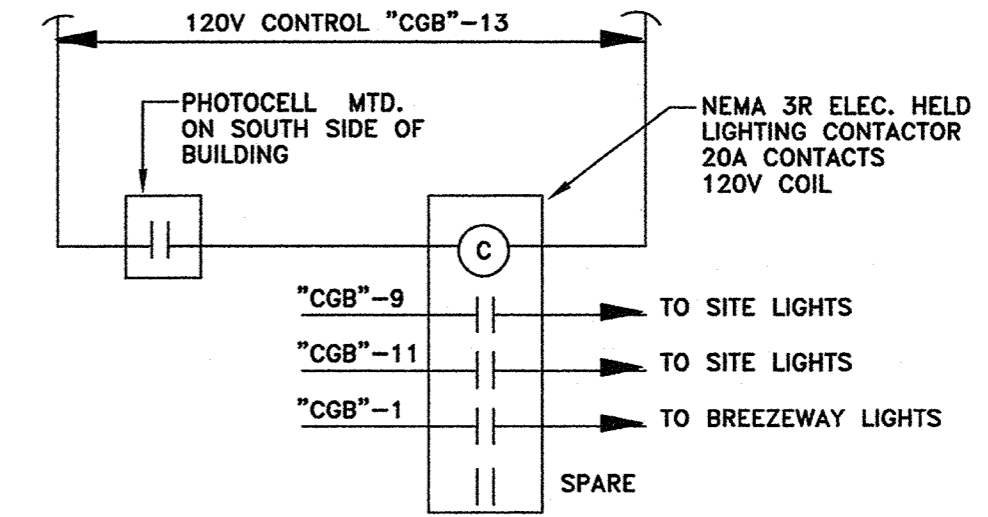 120V CONTROL "CGB"-13
PHOTOCELL MTD.
ON SOUTH SIDE OF
BUILDING
NEMA 3R ELEC. HELD
LIGHTING CONTACTOR
20A CONTACTS
120V COIL
C
"CGB"-9
TO SITE LIGHTS
"CGB"-11
TO SITE LIGHTS
"CGB"-1
TO BREEZEWAY LIGHTS
SPARE